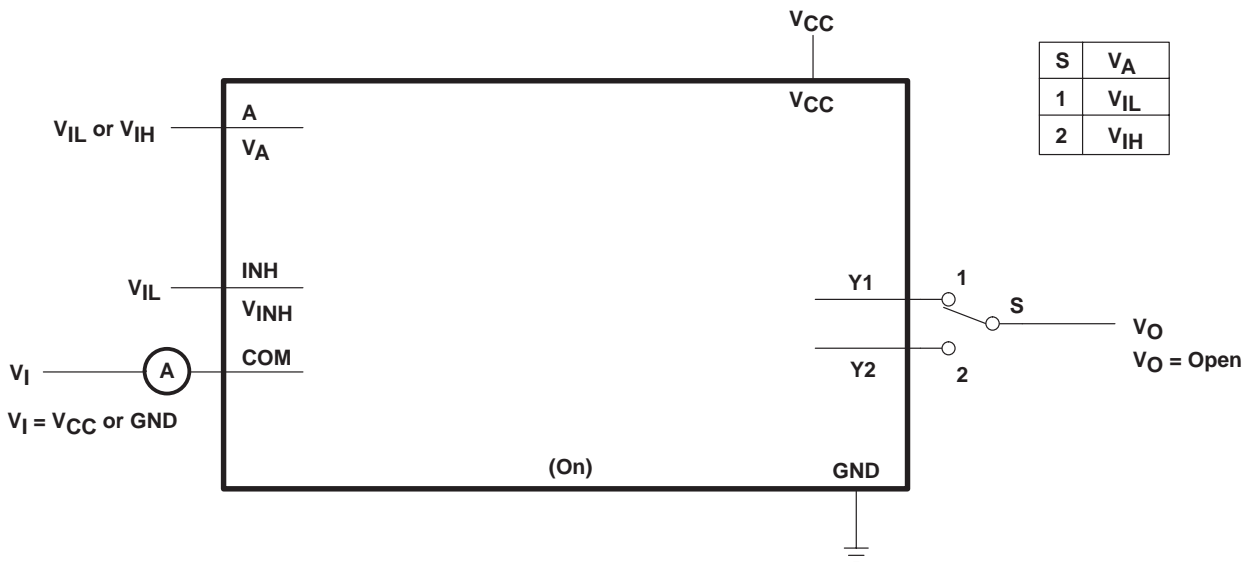 VCC
S VA
1 VIL
2 VIH
VCC
A
VIL or VIH
VA
INH
VIL
VINH
Y1
1
S
VO
VO = Open
COM
VI
A
Y2
2
VI = VCC or GND
(On)
GND